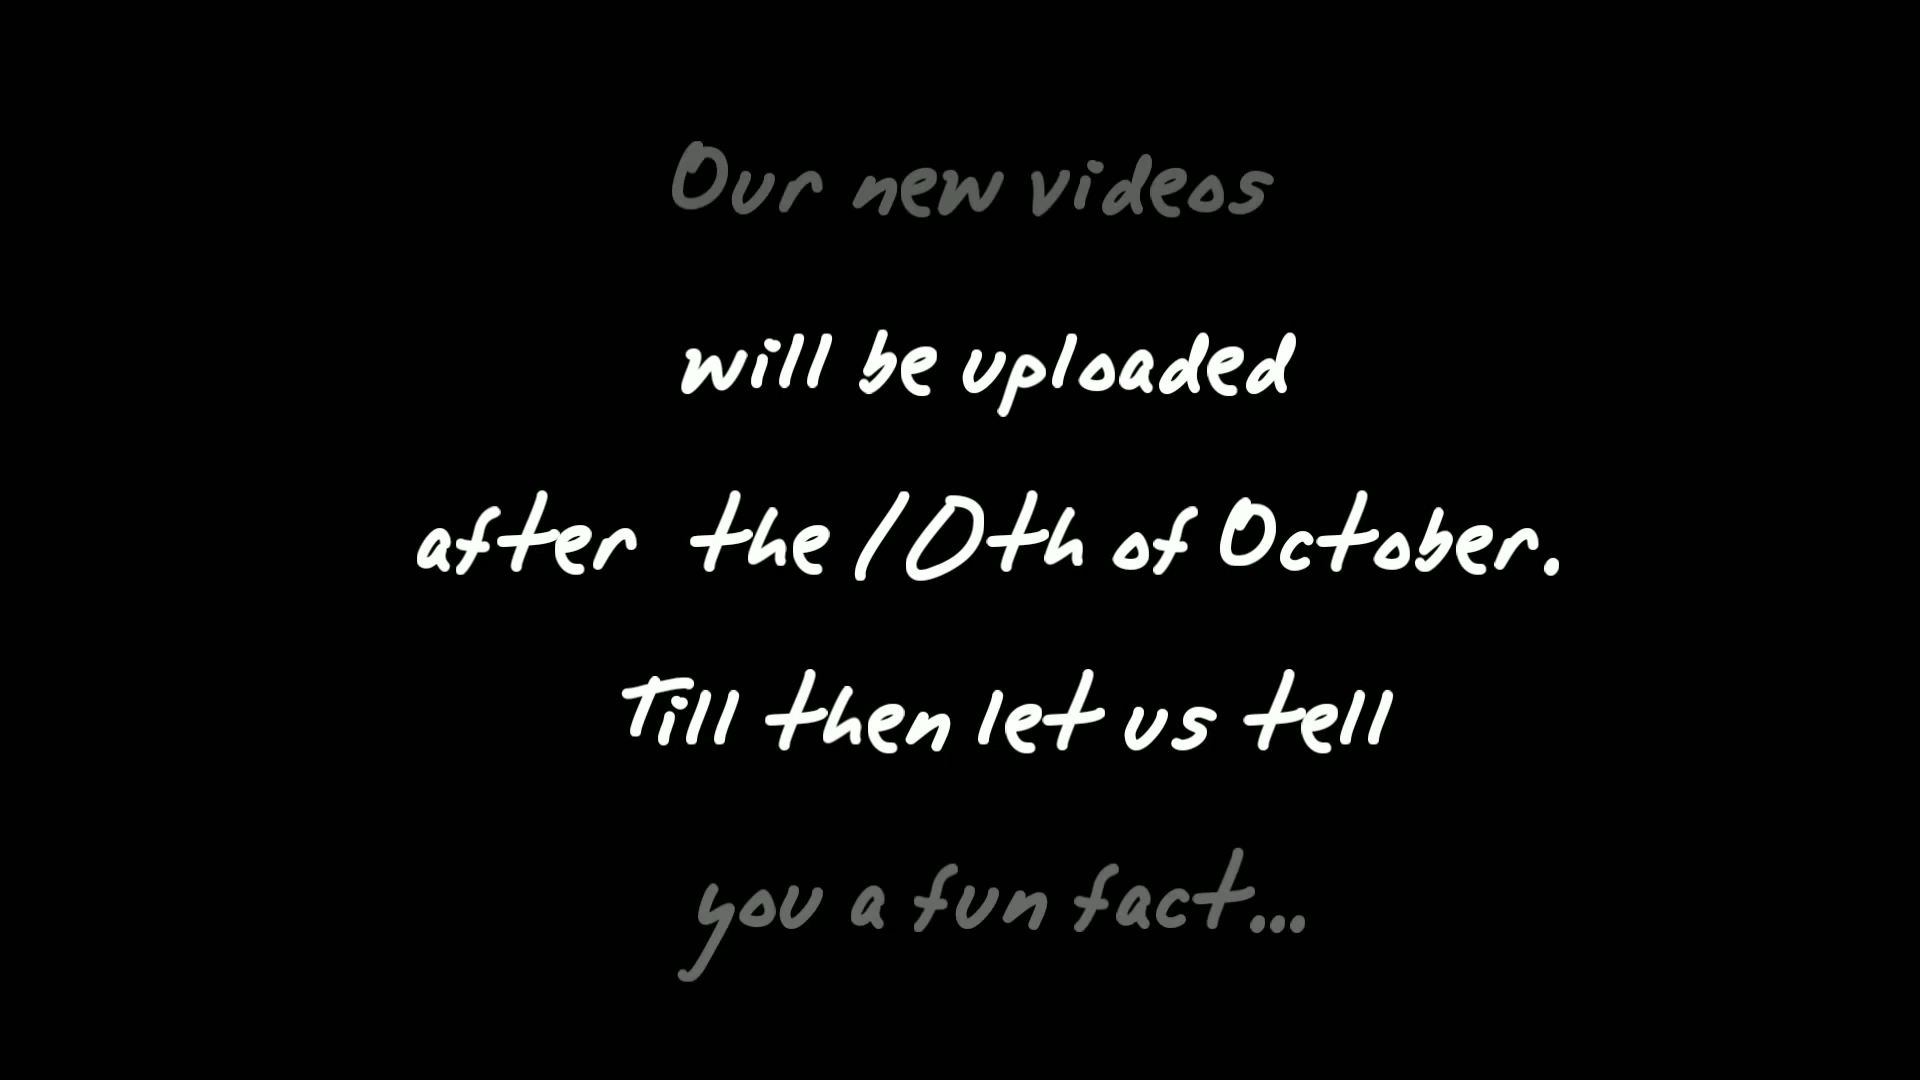 Our new videos
will be uploaded
after the 10th of October.
Till then let us tell
you a fun fact...